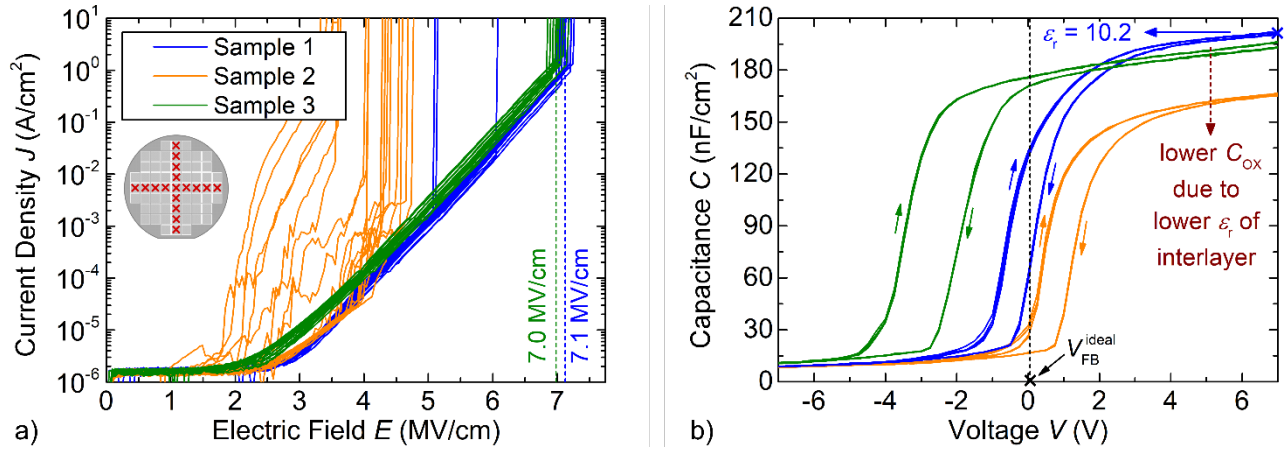 Current Density J (A/cm²)
10¹
10⁰
10⁻¹
10⁻²
10⁻³
10⁻⁴
10⁻⁵
10⁻⁶
Sample 1
Sample 2
Sample 3
7.0 MV/cm
7.1 MV/cm
0 1 2 3 4 5 6 7
Electric Field E (MV/cm)
a)
Capacitance C (nF/cm²)
210
180
150
120
90
60
30
0
εr = 10.2
lower COX
due to
lower εr of
interlayer
VFB ideal
-6 -4 -2 0 2 4 6
Voltage V (V)
b)